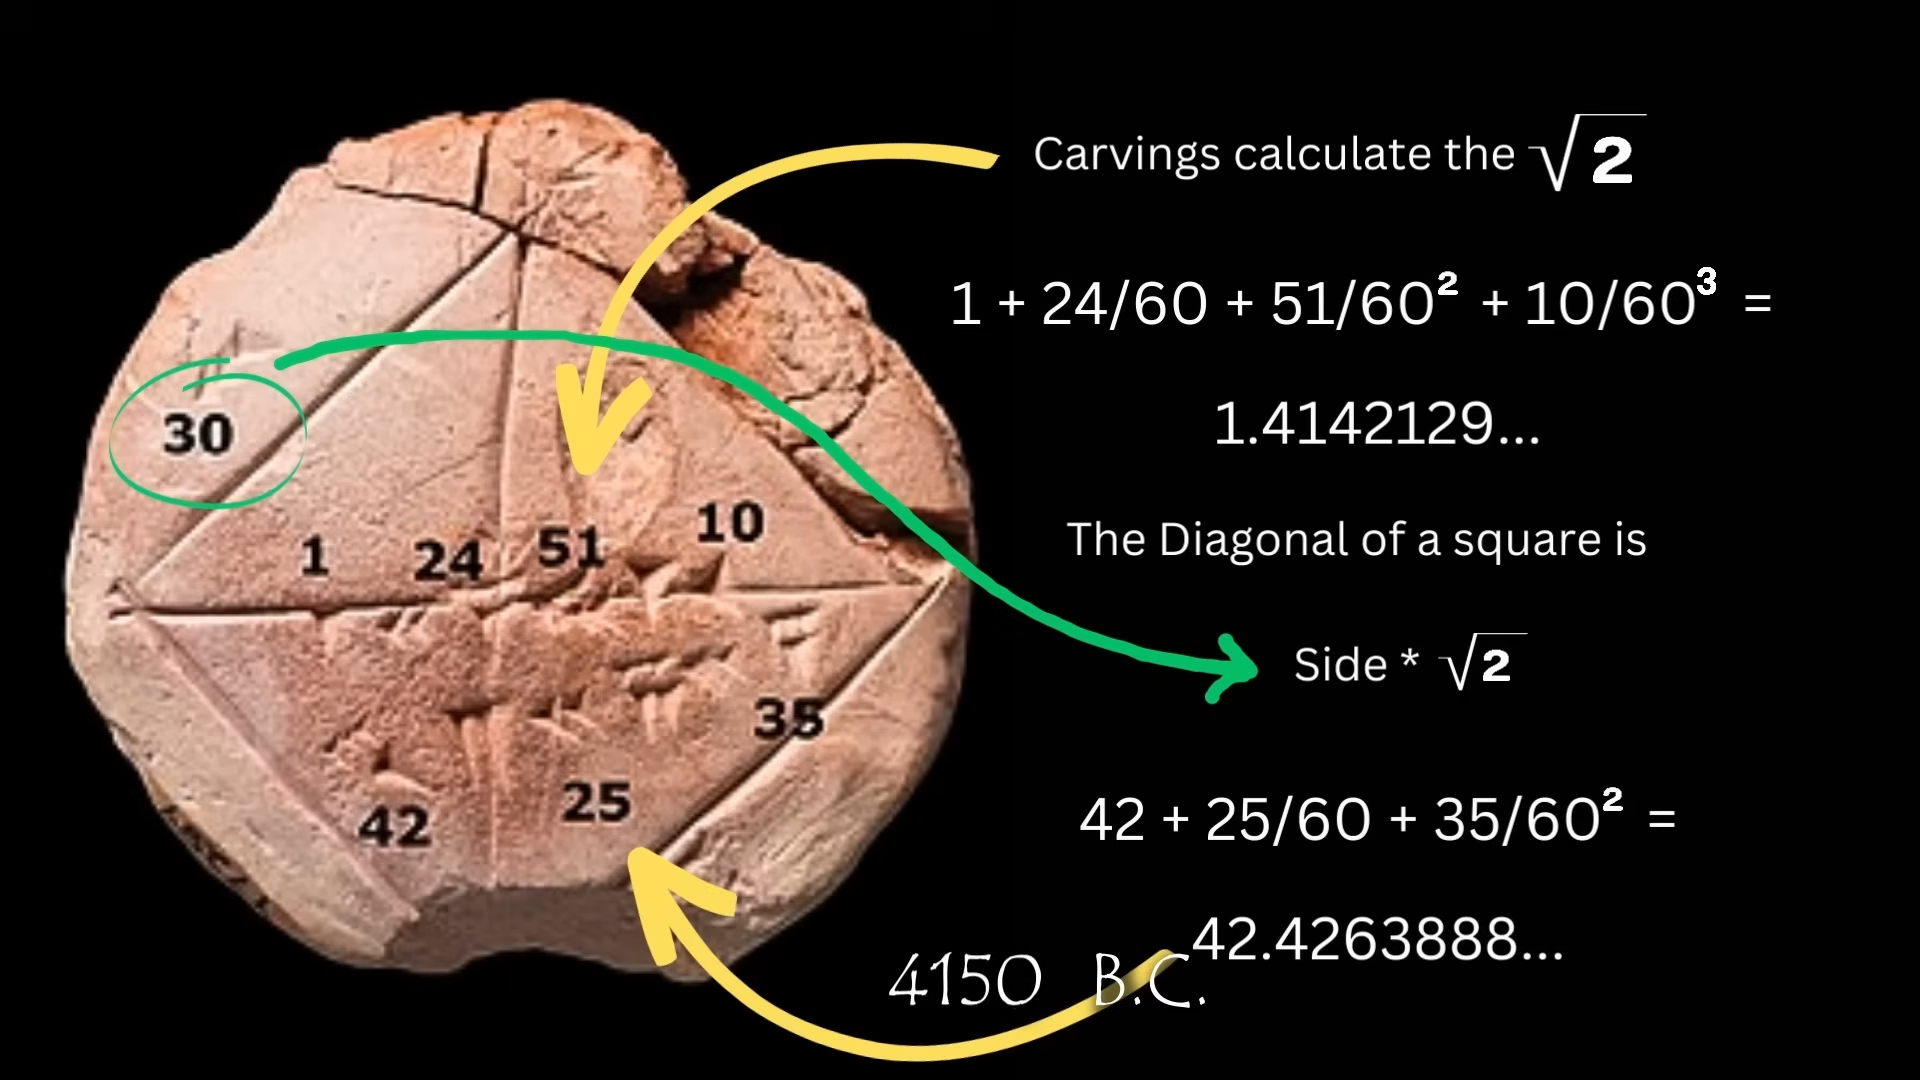 Carvings calculate the √2
1 + 24/60 + 51/60² + 10/60³ =
1.4142129...
30
1 24 51 10
The Diagonal of a square is
Side * √2
35
42 25
42 + 25/60 + 35/60² =
42.4263888...
4150 B.C.